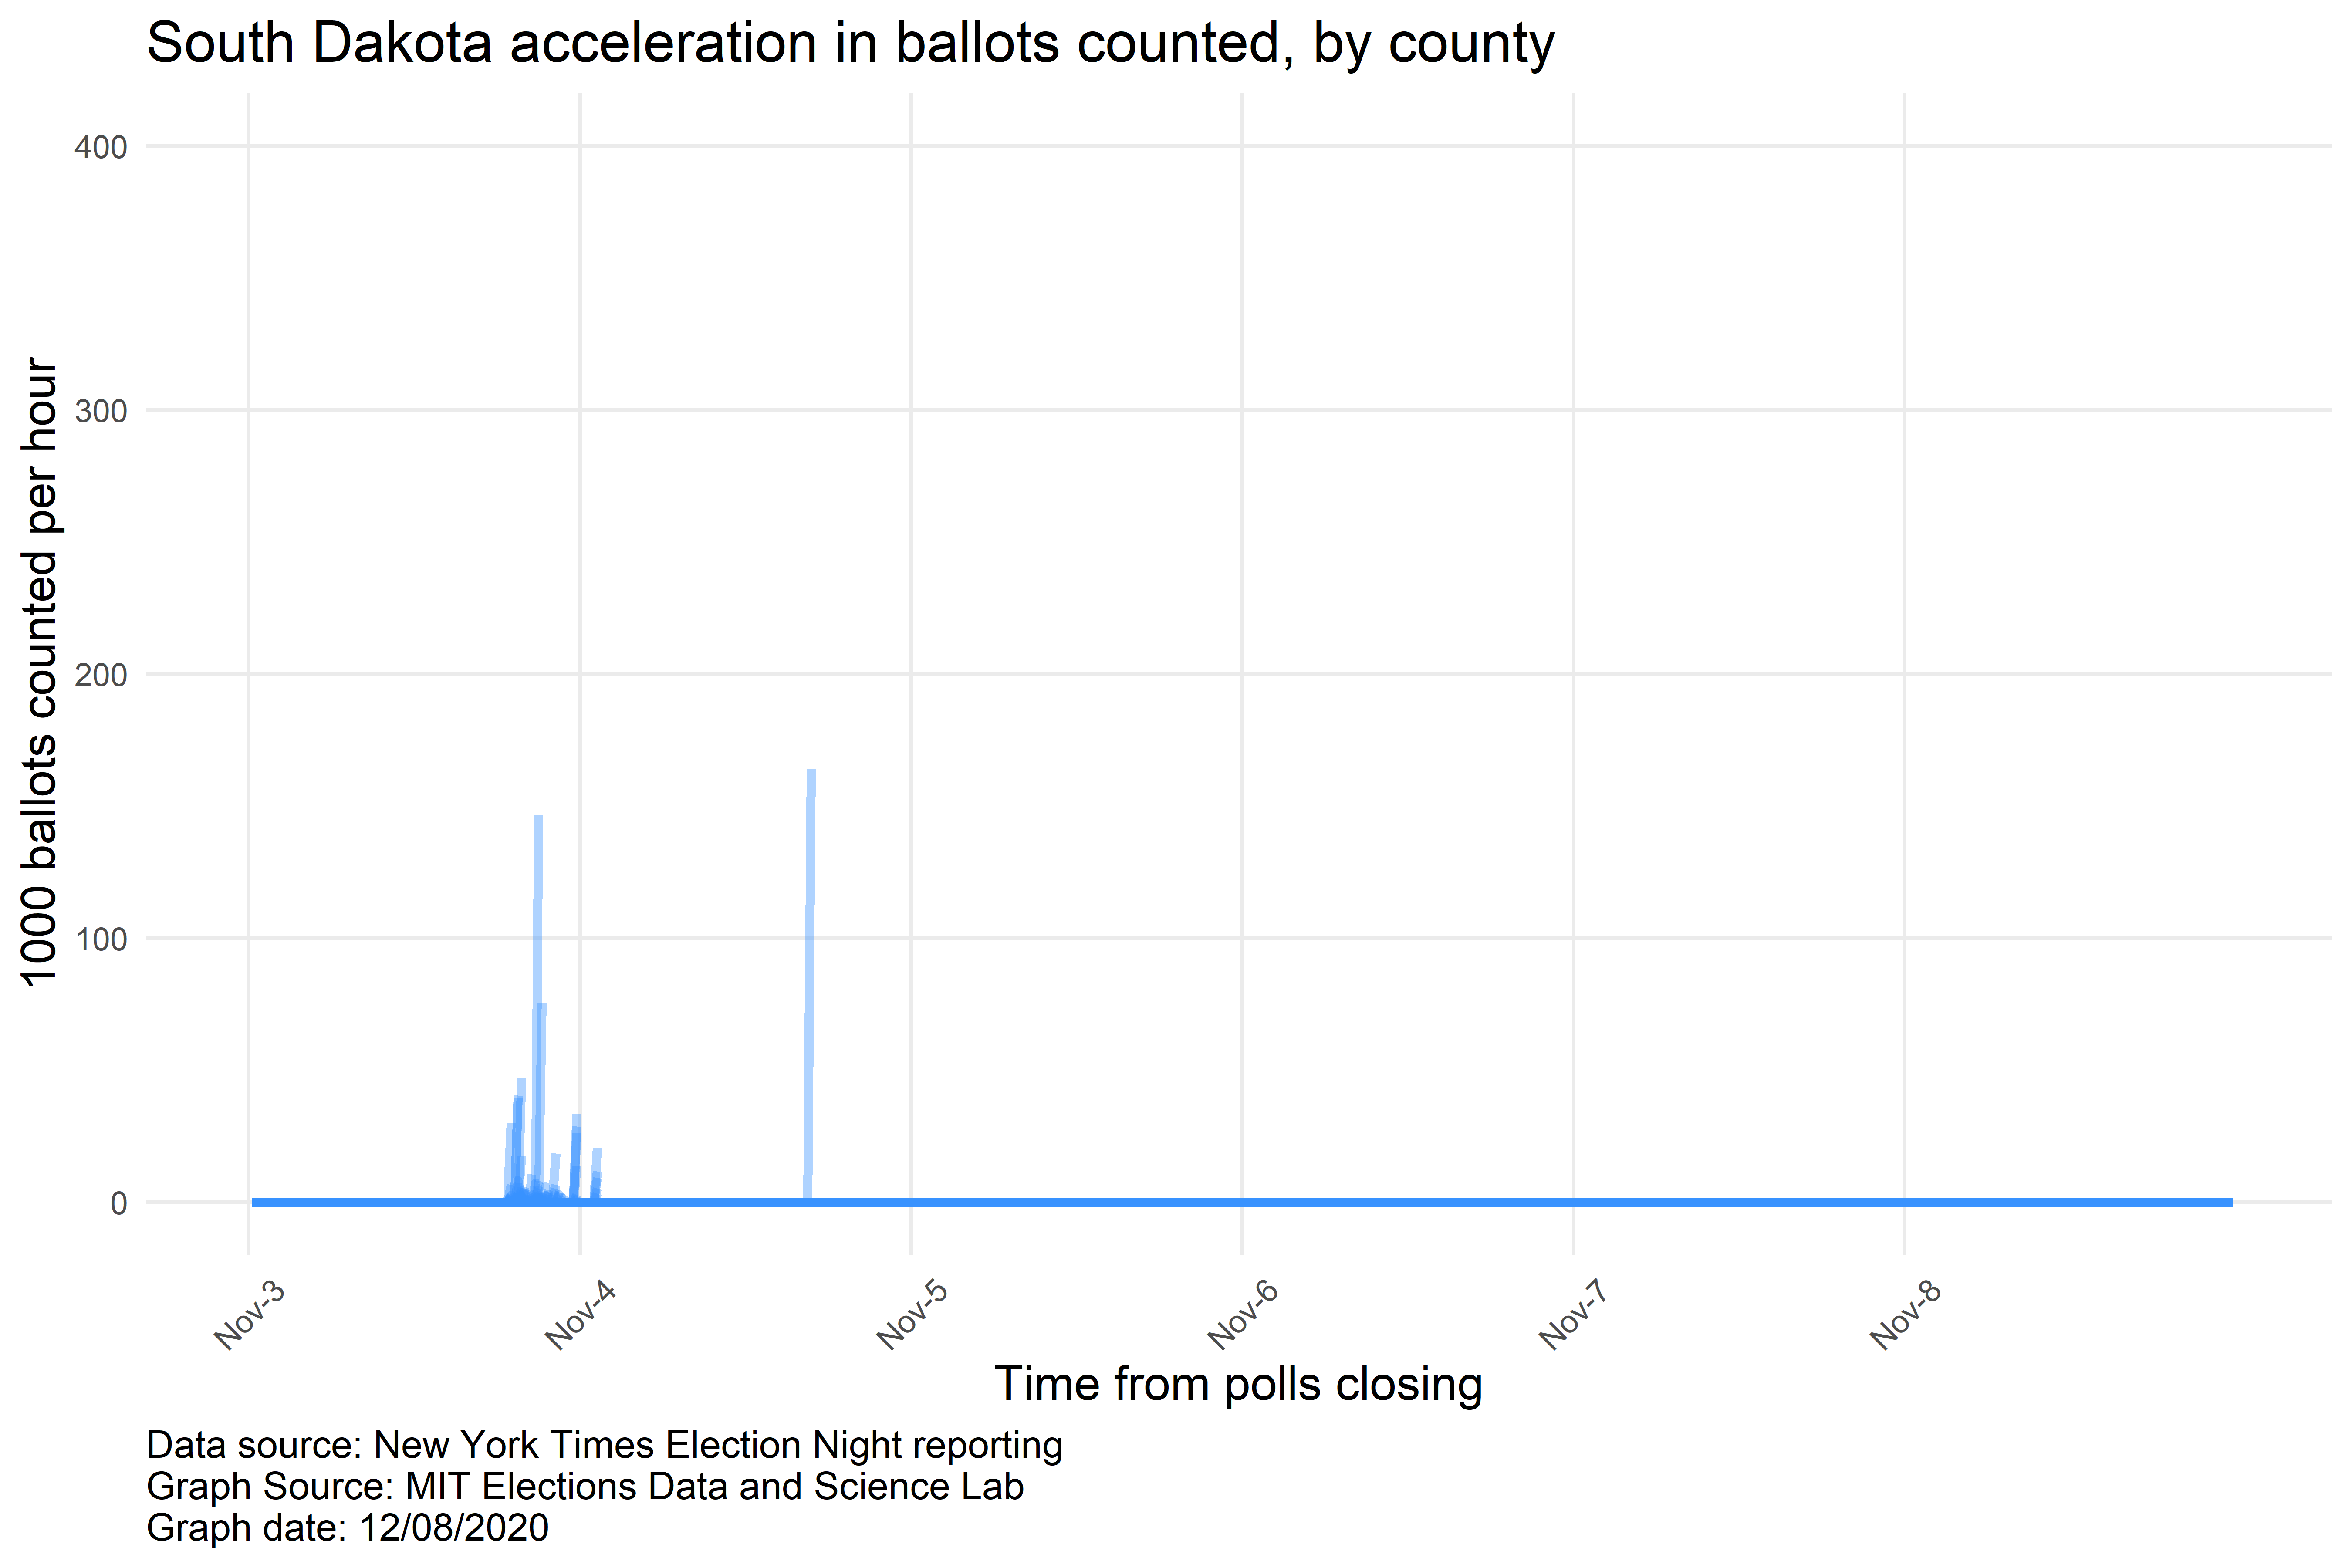 South Dakota acceleration in ballots counted, by county
1000 ballots counted per hour
400
300
200
100
0
Nov-3
Nov-4
Nov-5
Nov-6
Nov-7
Nov-8
Time from polls closing
Data source: New York Times Election Night reporting
Graph Source: MIT Elections Data and Science Lab
Graph date: 12/08/2020